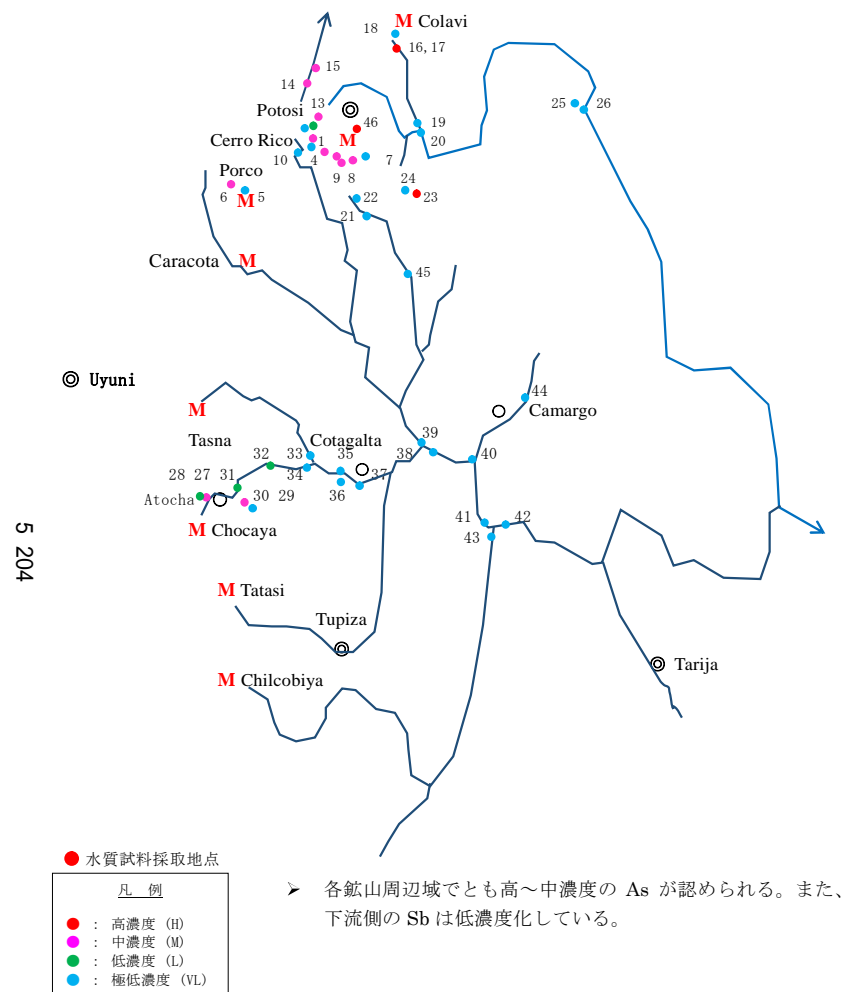 18 M Colavi
16,17
15
14
13
Potosi
46
25 26
19
Cerro Rico 1 M
20
10 4 7
Porco 9 8 24
6 M 5 22 23
21
Caracota M
45
Uyuni
M
44
Camargo
39
Tasna Cotagalta
32 33 35 38 40
28 27 31 34 37
Atocha 30 29 36
M Chocaya 41 42
43
5 204
M Tatasi
Tupiza
Tarija
M Chilcobiya
水質試料採取地点
凡 例
: 高濃度 (H)
: 中濃度 (M)
: 低濃度 (L)
: 極低濃度 (VL)
➢ 各鉱山周辺域でとも高～中濃度の As が認められる。また、
下流側の Sb は低濃度化している。